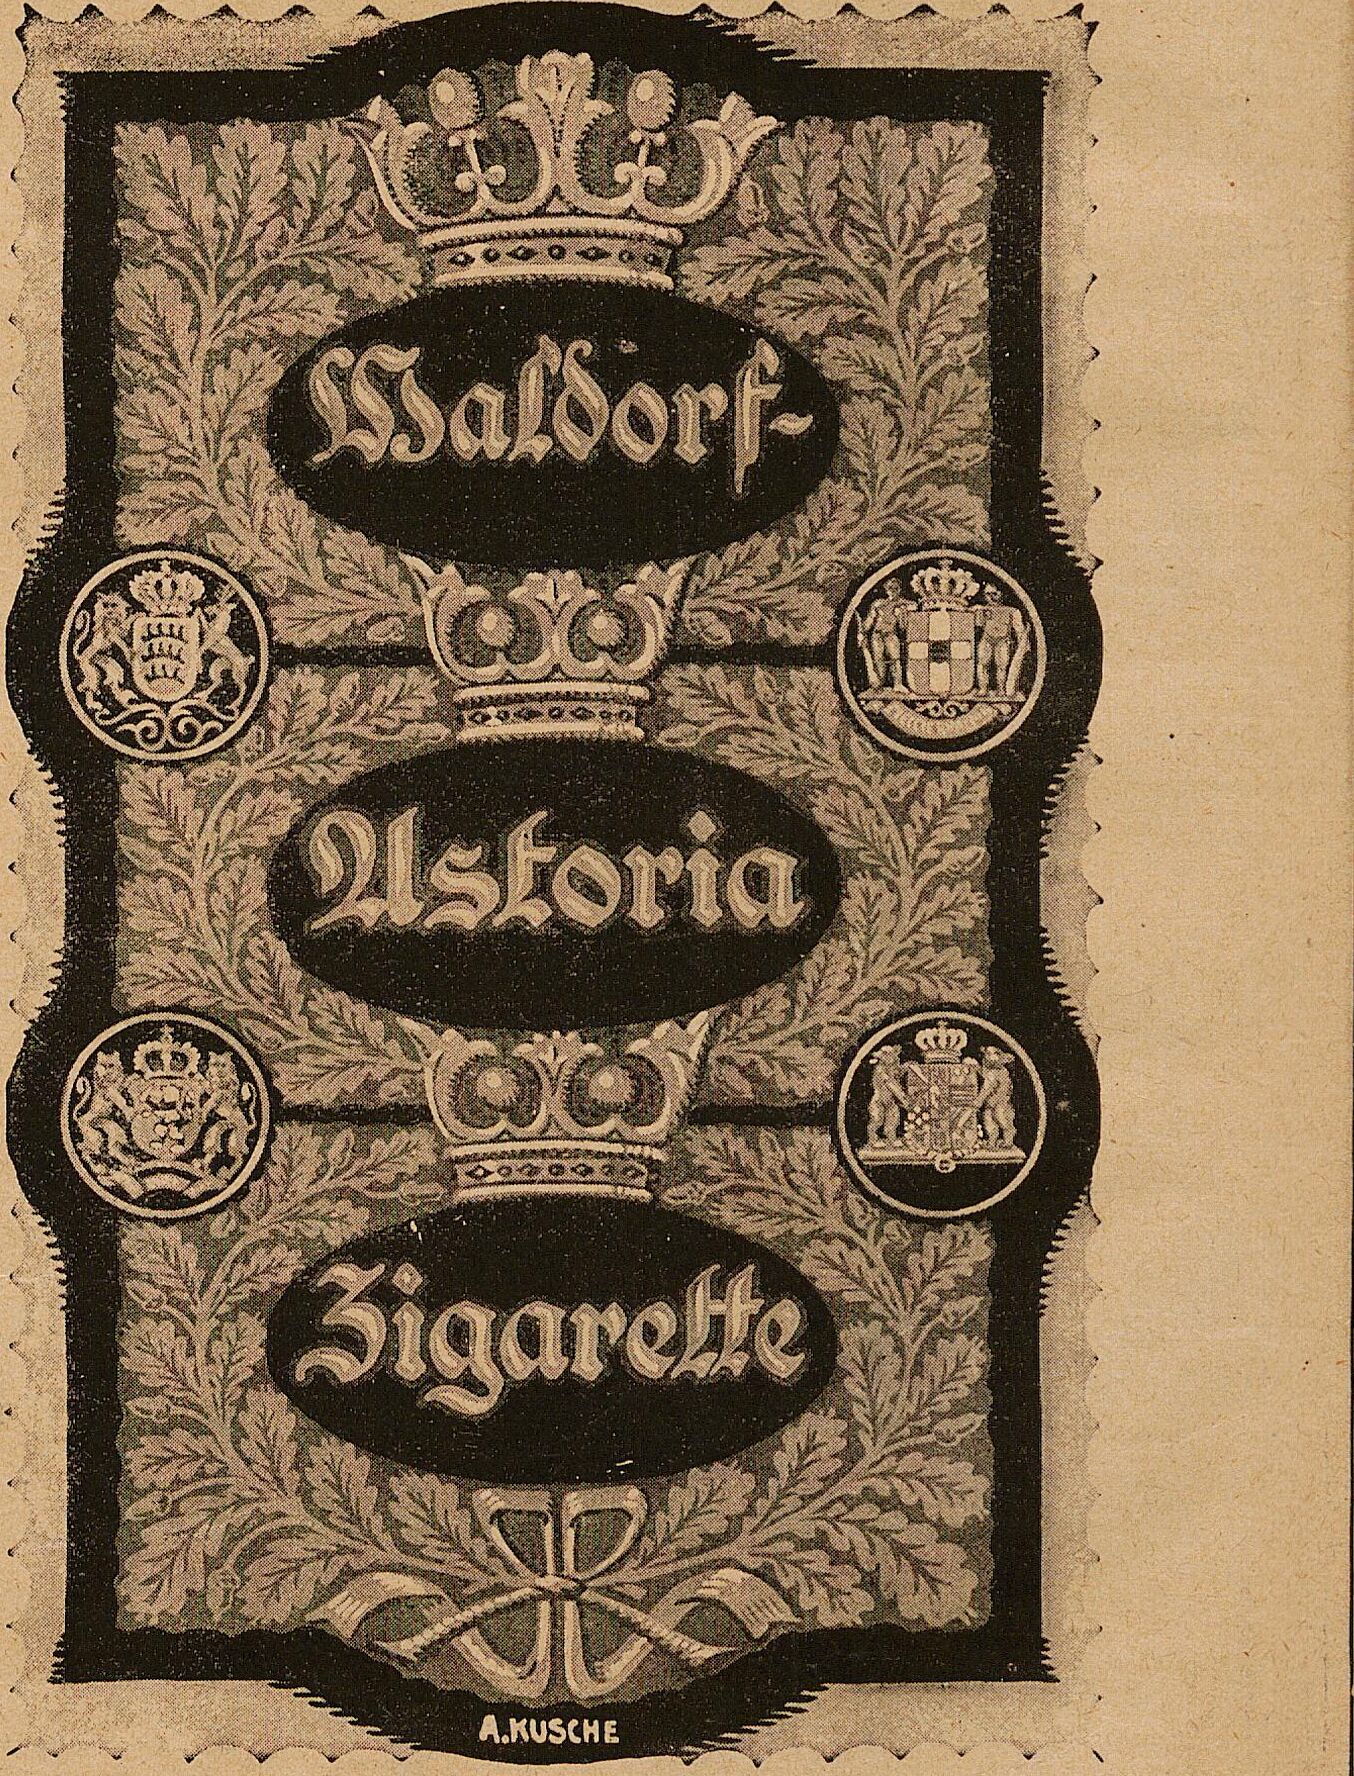 Waldorf-
Astoria
Zigarette
A.KUSCHE